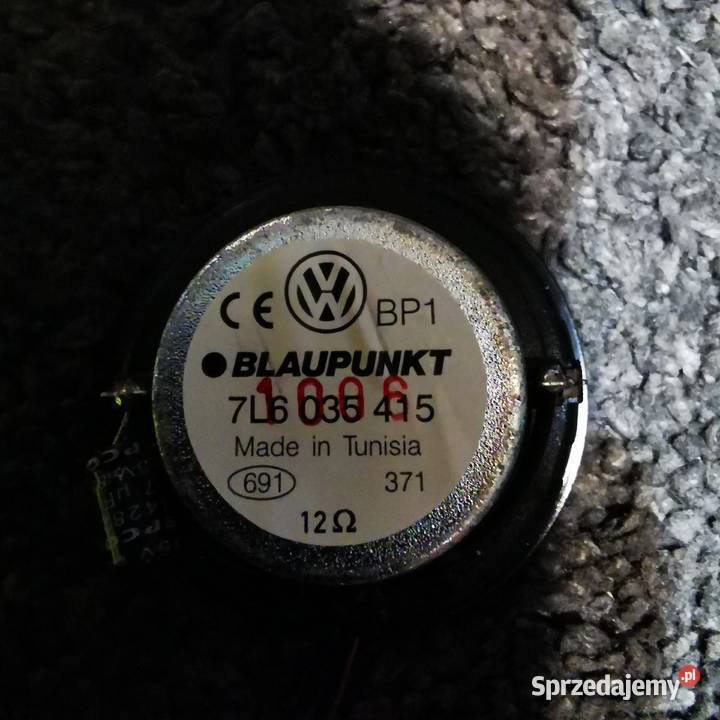 CE VW BP1
BLAUPUNKT
7L6 035 415
1006
Made in Tunisia
691 371
12Ω
Sprzedajemy.pl